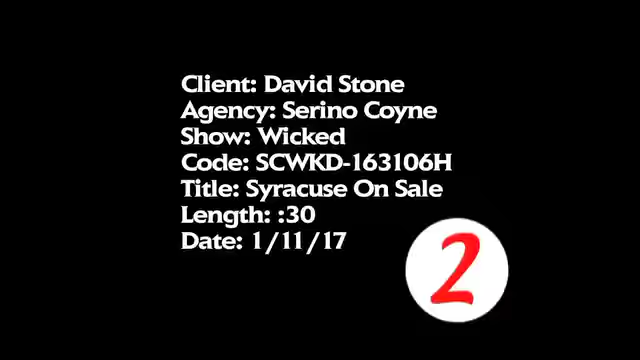 Client: David Stone
Agency: Serino Coyne
Show: Wicked
Code: SCWKD-163106H
Title: Syracuse On Sale
Length: :30
Date: 1/11/17
2